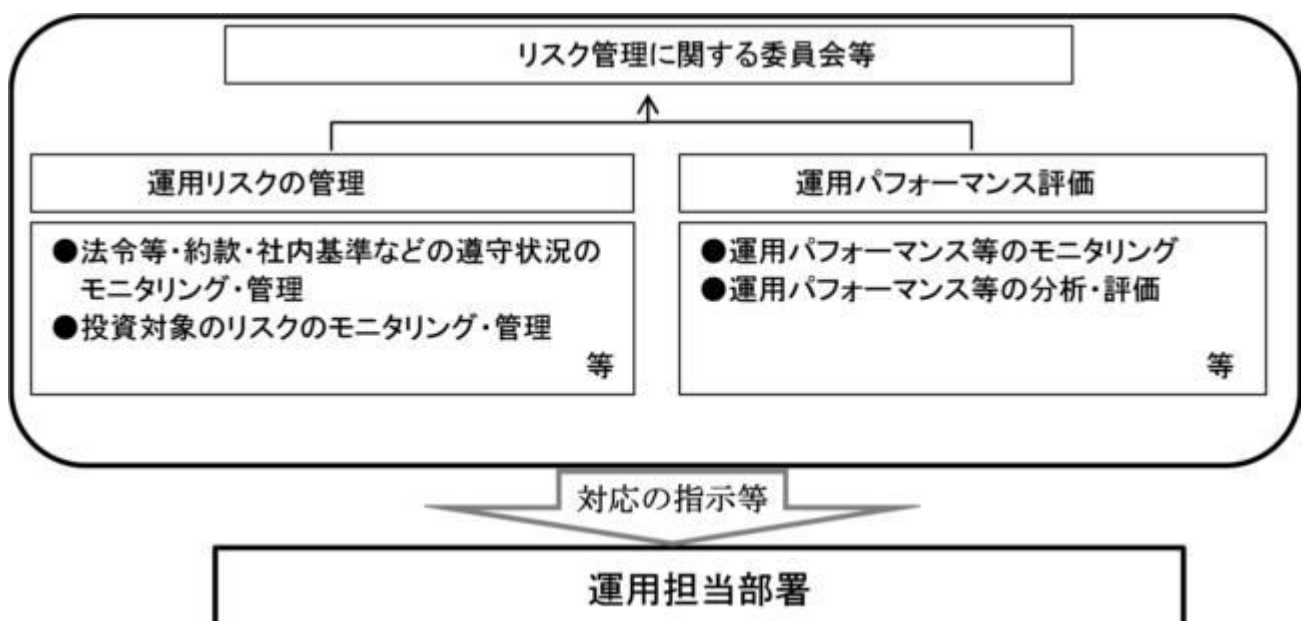 リスク管理に関する委員会等
運用リスクの管理
運用パフォーマンス評価
●法令等・約款・社内基準などの遵守状況の
モニタリング・管理
●投資対象のリスクのモニタリング・管理
等
●運用パフォーマンス等のモニタリング
●運用パフォーマンス等の分析・評価
等
対応の指示等
運用担当部署